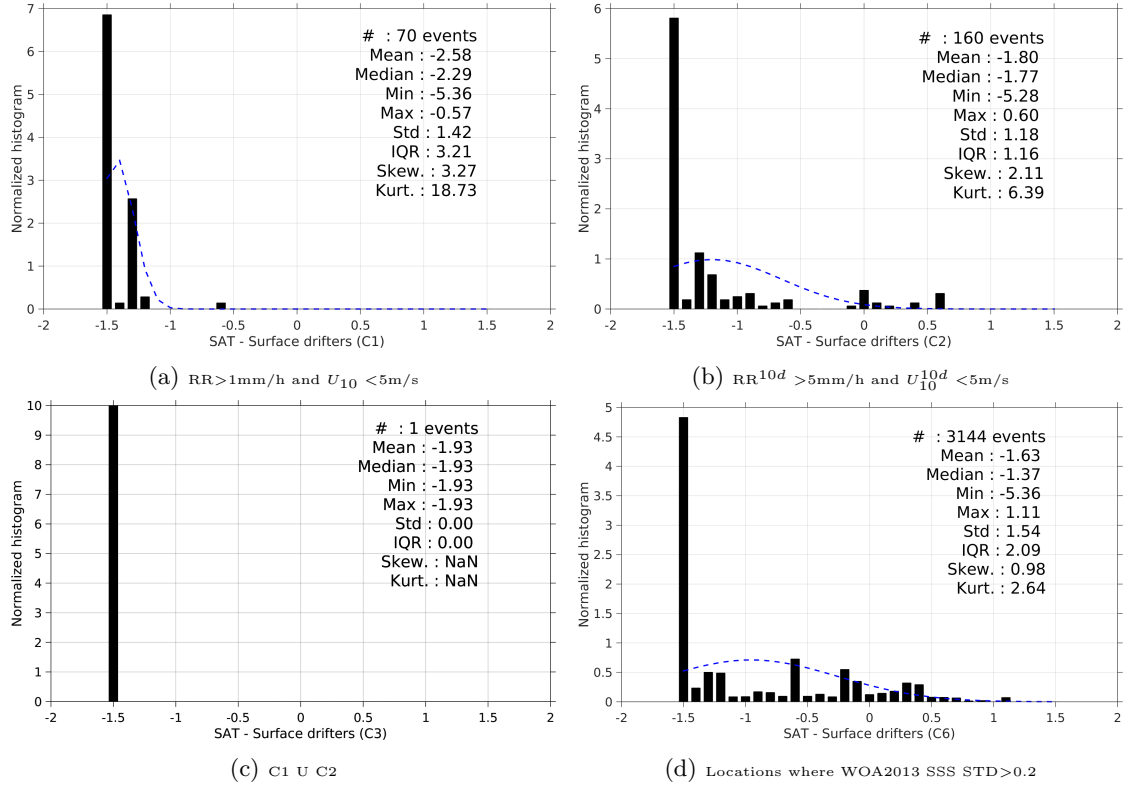 Normalized histogram
7
6
5
4
3
2
1
0
# : 70 events
Mean : -2.58
Median : -2.29
Min : -5.36
Max : -0.57
Std : 1.42
IQR : 3.21
Skew. : 3.27
Kurt. : 18.73
-2 -1.5 -1 -0.5 0 0.5 1 1.5 2
SAT - Surface drifters (C1)
(a) RR>1mm/h and U10 <5m/s
Normalized histogram
6
5
4
3
2
1
0
# : 160 events
Mean : -1.80
Median : -1.77
Min : -5.28
Max : 0.60
Std : 1.18
IQR : 1.16
Skew. : 2.11
Kurt. : 6.39
-2 -1.5 -1 -0.5 0 0.5 1 1.5 2
SAT - Surface drifters (C2)
(b) RR^10d >5mm/h and U_10^10d <5m/s
Normalized histogram
10
9
8
7
6
5
4
3
2
1
0
# : 1 events
Mean : -1.93
Median : -1.93
Min : -1.93
Max : -1.93
Std : 0.00
IQR : 0.00
Skew. : NaN
Kurt. : NaN
-2 -1.5 -1 -0.5 0 0.5 1 1.5 2
SAT - Surface drifters (C3)
(c) C1 U C2
Normalized histogram
5
4.5
4
3.5
3
2.5
2
1.5
1
0.5
0
# : 3144 events
Mean : -1.63
Median : -1.37
Min : -5.36
Max : 1.11
Std : 1.54
IQR : 2.09
Skew. : 0.98
Kurt. : 2.64
-2 -1.5 -1 -0.5 0 0.5 1 1.5 2
SAT - Surface drifters (C6)
(d) Locations where WOA2013 SSS STD>0.2